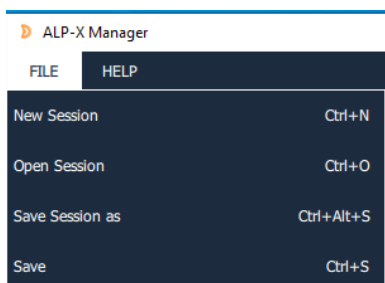 ALP-X Manager
FILE HELP
New Session Ctrl+N
Open Session Ctrl+O
Save Session as Ctrl+Alt+S
Save Ctrl+S